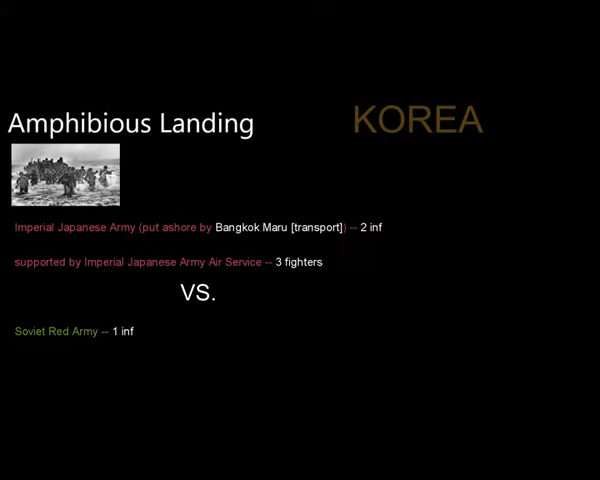 Amphibious Landing
KOREA
Imperial Japanese Army (put ashore by Bangkok Maru [transport]) -- 2 inf
supported by Imperial Japanese Army Air Service -- 3 fighters
VS.
Soviet Red Army -- 1 inf